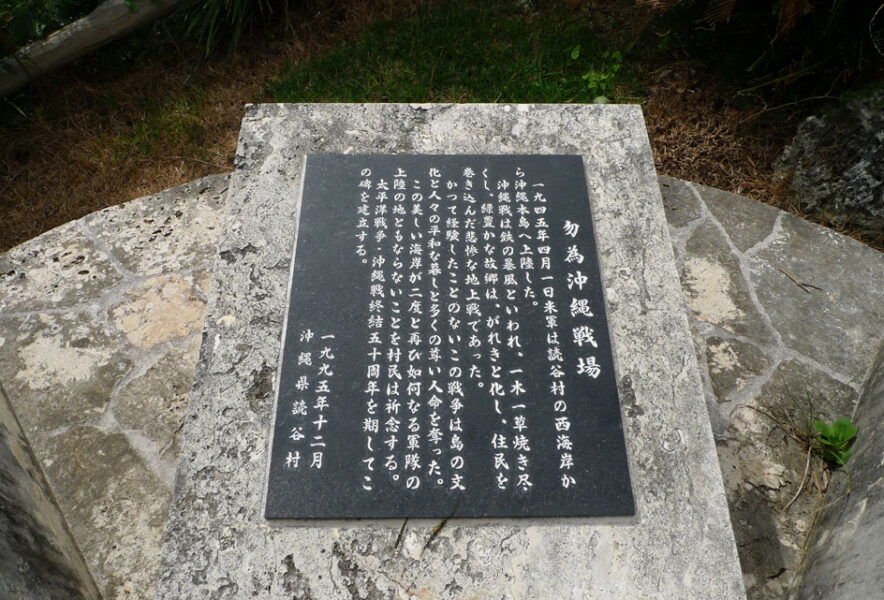 勿為沖縄戦場
一九四五年四月一日米軍は読谷村の西海岸か
ら沖縄本島へ上陸した。
沖縄戦は鉄の暴風といわれ、一木一草焼き尽
くし、緑豊かな故郷は、がれきと化し、住民を
巻き込んだ悲惨な地上戦であった。
かつて経験したことのないこの戦争は島の文
化と人々の平和な暮しと多くの尊い人命を奪った。
この美しい海岸が二度と再び如何なる軍隊の
上陸の地ともならないことを村民は祈念する。
太平洋戦争・沖縄戦終結五十周年を期してこ
の碑を建立する。
一九九五年十二月
沖縄県読谷村